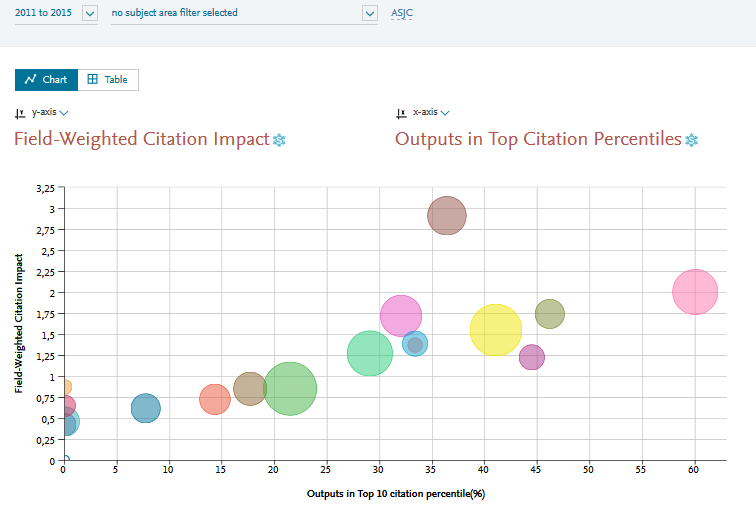 2011 to 2015 no subject area filter selected ASJC
Chart Table
y-axis x-axis
Field-Weighted Citation Impact Outputs in Top Citation Percentiles
3,25
3
2,75
2,5
2,25
2
1,75
1,5
1,25
1
0,75
0,5
0,25
0
Field-Weighted Citation Impact
0 5 10 15 20 25 30 35 40 45 50 55 60
Outputs in Top 10 citation percentile(%)